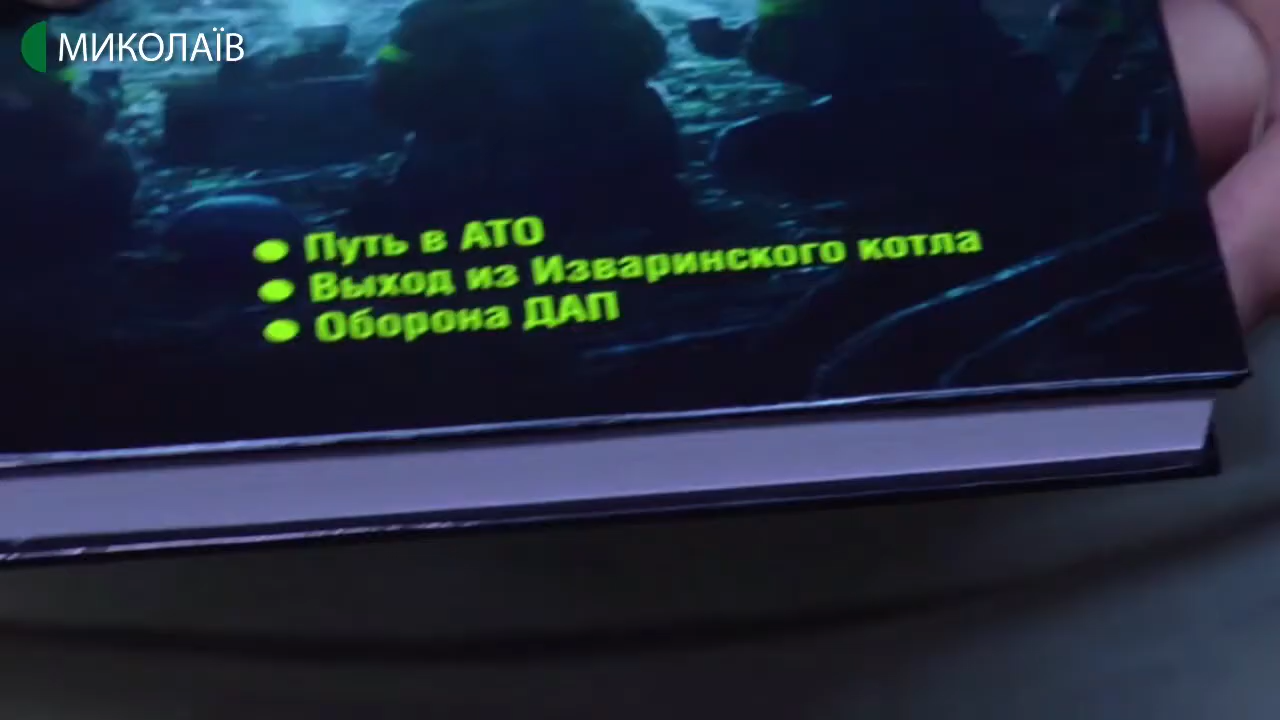 МИКОЛАЇВ
● Путь в АТО
● Выход из Изваринского котла
● Оборона ДАП